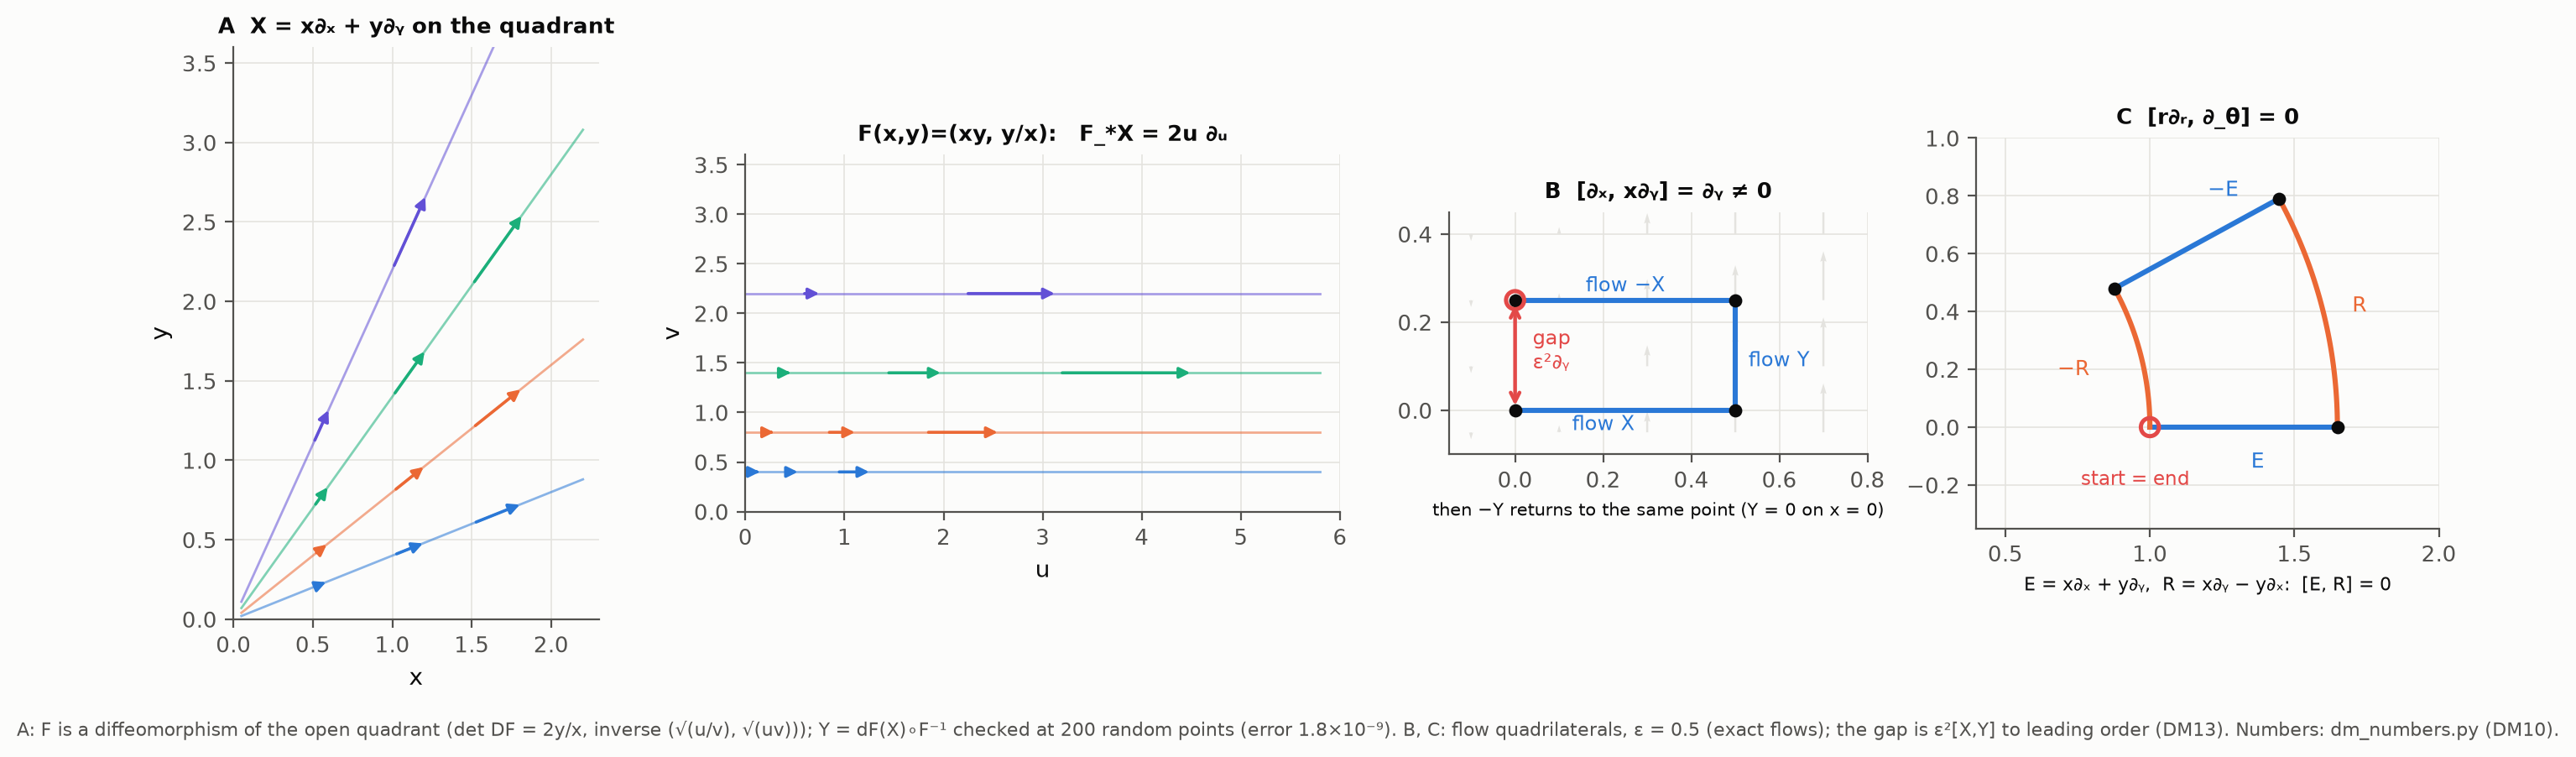 A X = x∂ₓ + y∂ᵧ on the quadrant
3.5
3.0
2.5
2.0
1.5
1.0
0.5
0.0
y
0.0 0.5 1.0 1.5 2.0
x
F(x,y)=(xy, y/x): F_*X = 2u ∂ᵤ
3.5
3.0
2.5
2.0
1.5
1.0
0.5
0.0
v
0 1 2 3 4 5 6
u
B [∂ₓ, x∂ᵧ] = ∂ᵧ ≠ 0
0.4
0.2
0.0
flow −X
gap
ε²∂ᵧ
flow Y
flow X
0.0 0.2 0.4 0.6 0.8
then −Y returns to the same point (Y = 0 on x = 0)
C [r∂ᵣ, ∂_θ] = 0
1.0
0.8
0.6
0.4
0.2
0.0
−0.2
−E
R
−R
E
start = end
0.5 1.0 1.5 2.0
E = x∂ₓ + y∂ᵧ, R = x∂ᵧ − y∂ₓ: [E, R] = 0
A: F is a diffeomorphism of the open quadrant (det DF = 2y/x, inverse (√(u/v), √(uv))); Y = dF(X)∘F⁻¹ checked at 200 random points (error 1.8×10⁻⁹). B, C: flow quadrilaterals, ε = 0.5 (exact flows); the gap is ε²[X,Y] to leading order (DM13). Numbers: dm_numbers.py (DM10).